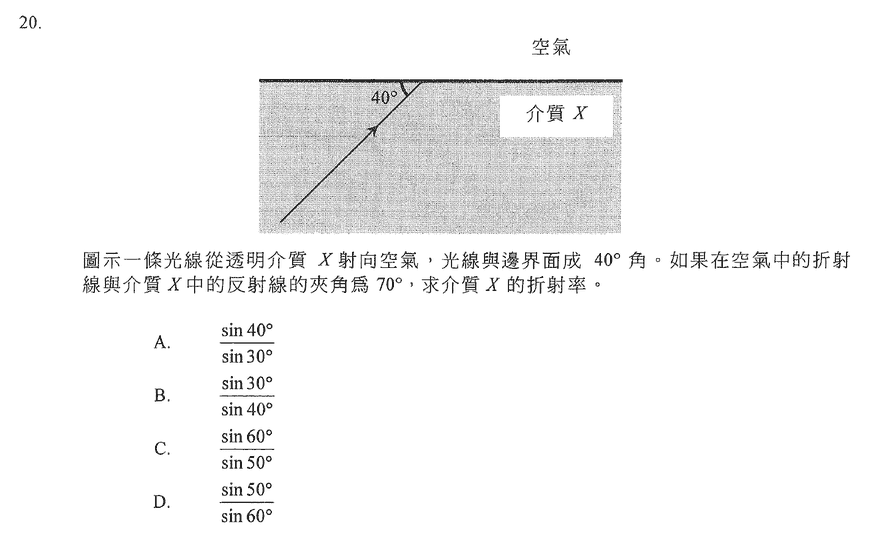 20.
空氣
40°
介質 X
圖示一條光線從透明介質 X 射向空氣，光線與邊界面成 40° 角。如果在空氣中的折射
線與介質 X 中的反射線的夾角爲 70°，求介質 X 的折射率。
A. sin 40° / sin 30°
B. sin 30° / sin 40°
C. sin 60° / sin 50°
D. sin 50° / sin 60°